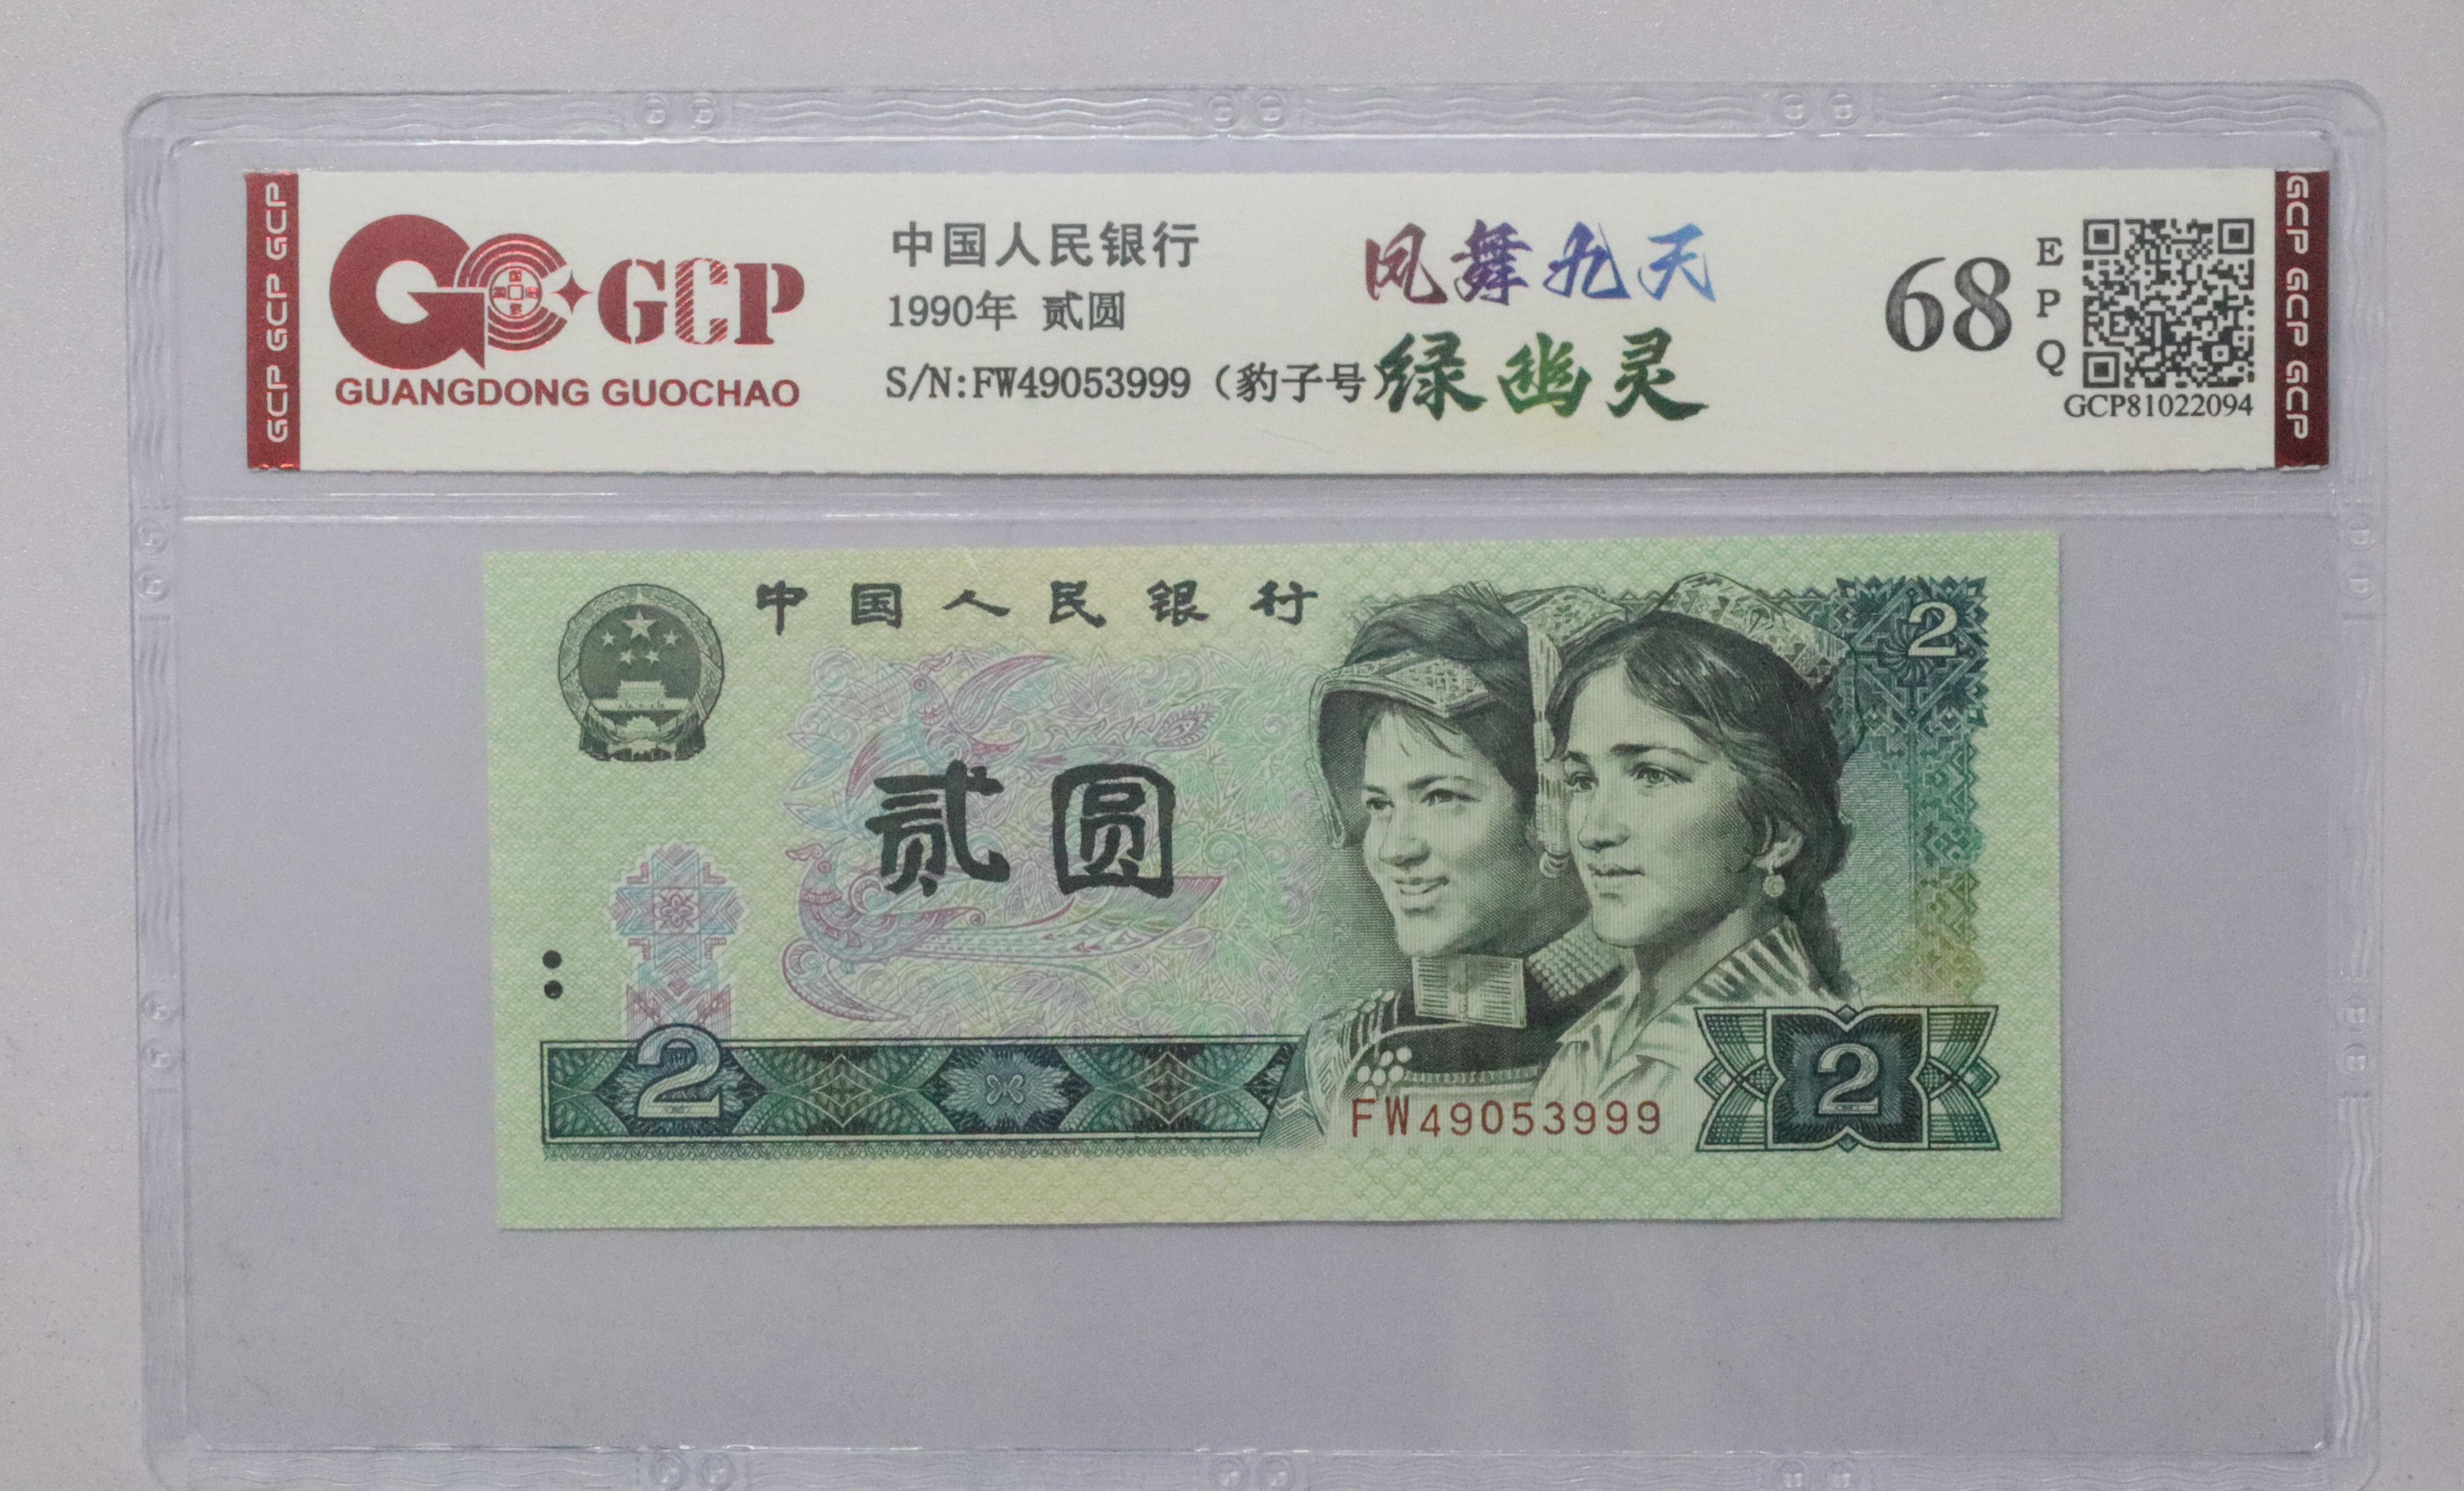 GCP GCP GCP
GCP
GUANGDONG GUOCHAO
中国人民银行
1990年 贰圆
S/N:FW49053999（豹子号）
凤舞九天
绿幽灵
68
EPQ
GCP81022094
GCP GCP GCP
中国人民银行
2
贰圆
2
FW49053999
2